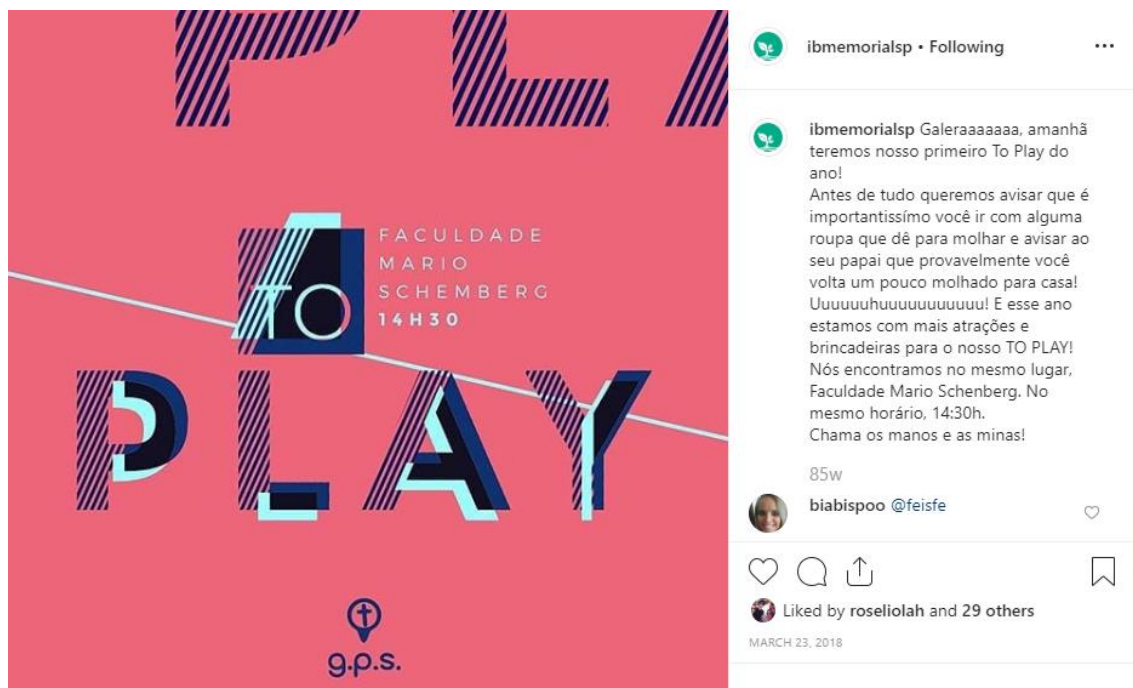 PLA
TO
FACULDADE
MARIO
SCHEMBERG
14H30
PLAY
g.p.s.
ibmemorialsp • Following
ibmemorialsp Galeraaaaaaa, amanhã
teremos nosso primeiro To Play do
ano!
Antes de tudo queremos avisar que é
importantissímo você ir com alguma
roupa que dê para molhar e avisar ao
seu papai que provavelmente você
volta um pouco molhado para casa!
Uuuuuuhuuuuuuuuuuu! E esse ano
estamos com mais atrações e
brincadeiras para o nosso TO PLAY!
Nós encontramos no mesmo lugar,
Faculdade Mario Schenberg. No
mesmo horário, 14:30h.
Chama os manos e as minas!
85w
biabispoo @feisfe
Liked by roseliolah and 29 others
MARCH 23, 2018